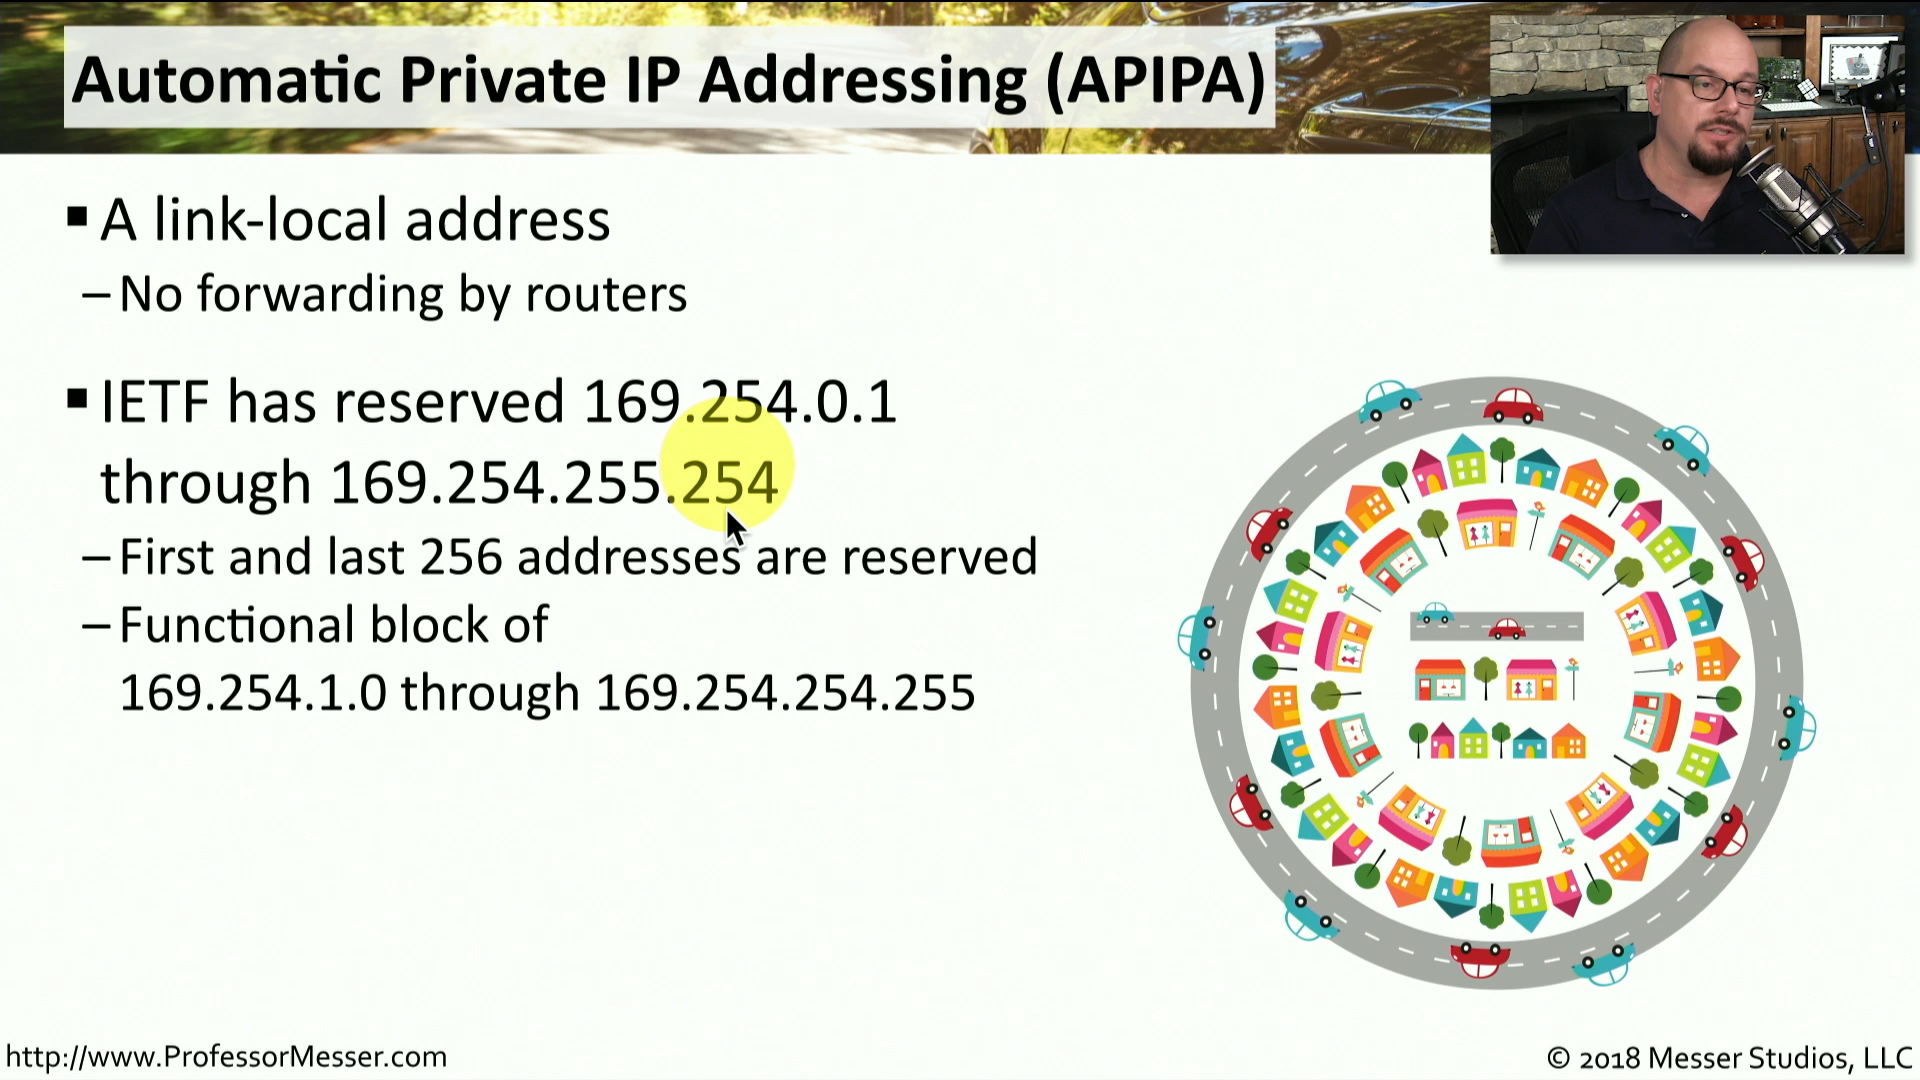 Automatic Private IP Addressing (APIPA)
▪ A link-local address
– No forwarding by routers
▪ IETF has reserved 169.254.0.1
through 169.254.255.254
– First and last 256 addresses are reserved
– Functional block of
169.254.1.0 through 169.254.254.255
http://www.ProfessorMesser.com
© 2018 Messer Studios, LLC